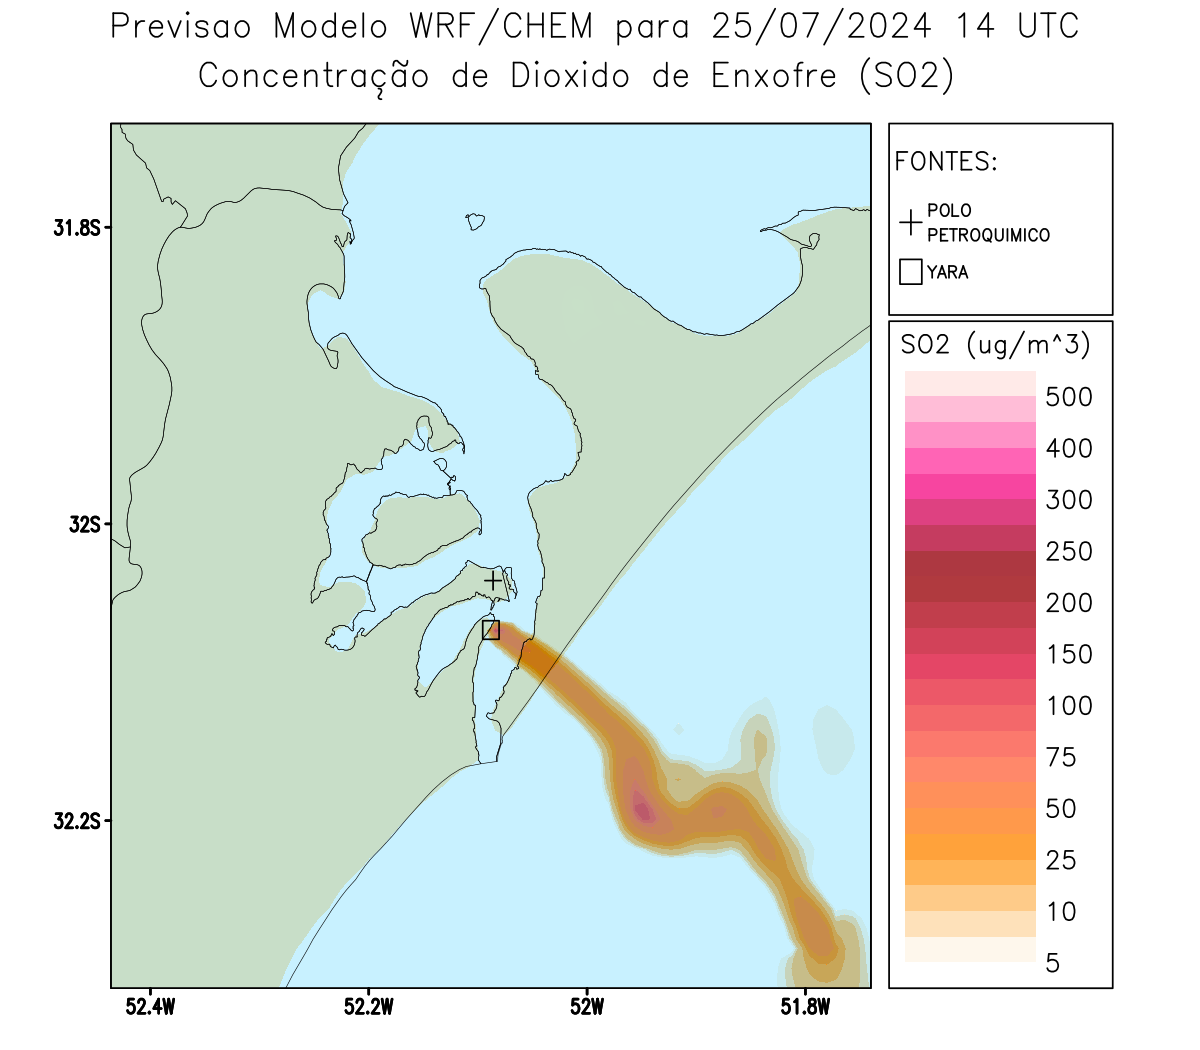 Previsao Modelo WRF/CHEM para 25/07/2024 14 UTC
Concentração de Dioxido de Enxofre (SO2)
FONTES:
POLO
PETROQUIMICO
YARA
SO2 (ug/m^3)
500
400
300
250
200
150
100
75
50
25
10
5
31.8S
32S
32.2S
52.4W
52.2W
52W
51.8W